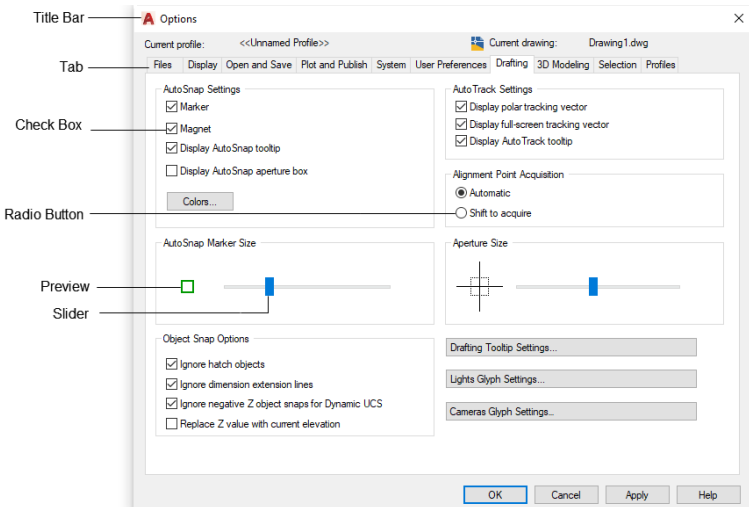 Title Bar
Options
Current profile: <<Unnamed Profile>> Current drawing: Drawing1.dwg
Tab
Files Display Open and Save Plot and Publish System User Preferences Drafting 3D Modeling Selection Profiles
AutoSnap Settings
Marker
Check Box
Magnet
Display AutoSnap tooltip
Display AutoSnap aperture box
Colors...
AutoTrack Settings
Display polar tracking vector
Display full-screen tracking vector
Display AutoTrack tooltip
Alignment Point Acquisition
Automatic
Radio Button
Shift to acquire
AutoSnap Marker Size
Preview
Slider
Aperture Size
Object Snap Options
Ignore hatch objects
Ignore dimension extension lines
Ignore negative Z object snaps for Dynamic UCS
Replace Z value with current elevation
Drafting Tooltip Settings...
Lights Glyph Settings...
Cameras Glyph Settings...
OK Cancel Apply Help